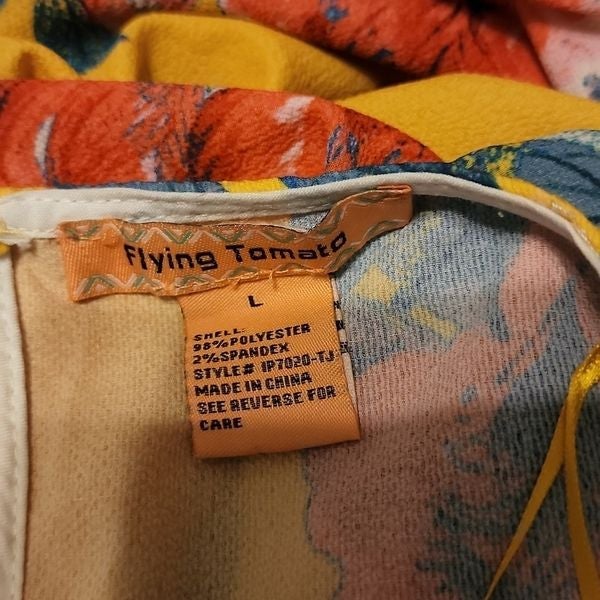 Flying Tomato
L
SHELL:
98%POLYESTER
2%SPANDEX
STYLE# IP7020-TJ
MADE IN CHINA
SEE REVERSE FOR
CARE